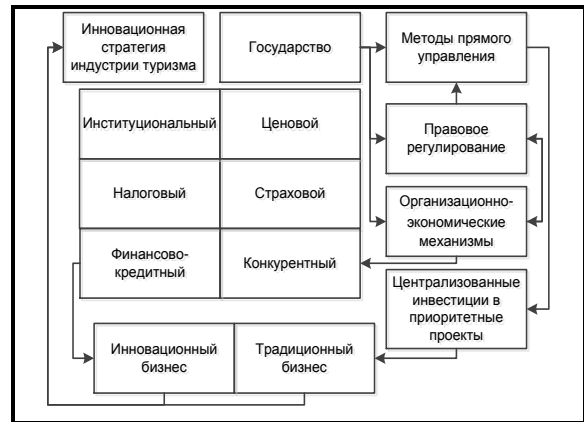 Инновационная
стратегия
индустрии туризма
Государство
Методы прямого
управления
Институциональный
Ценовой
Правовое
регулирование
Налоговый
Страховой
Организационно-
экономические
механизмы
Финансово-
кредитный
Конкурентный
Централизованные
инвестиции в
приоритетные
проекты
Инновационный
бизнес
Традиционный
бизнес